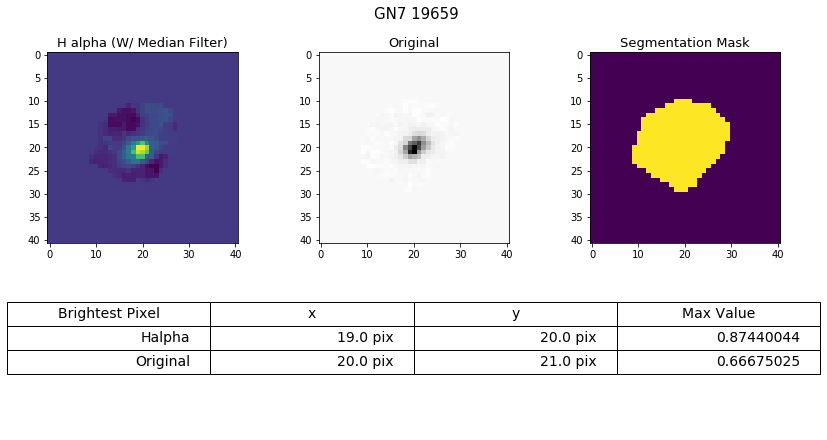 GN7 19659
H alpha (W/ Median Filter) Original Segmentation Mask
0 0 0
5 5 5
10 10 10
15 15 15
20 20 20
25 25 25
30 30 30
35 35 35
40 40 40
0 10 20 30 40 0 10 20 30 40 0 10 20 30 40
Brightest Pixel x y Max Value
Halpha 19.0 pix 20.0 pix 0.87440044
Original 20.0 pix 21.0 pix 0.66675025